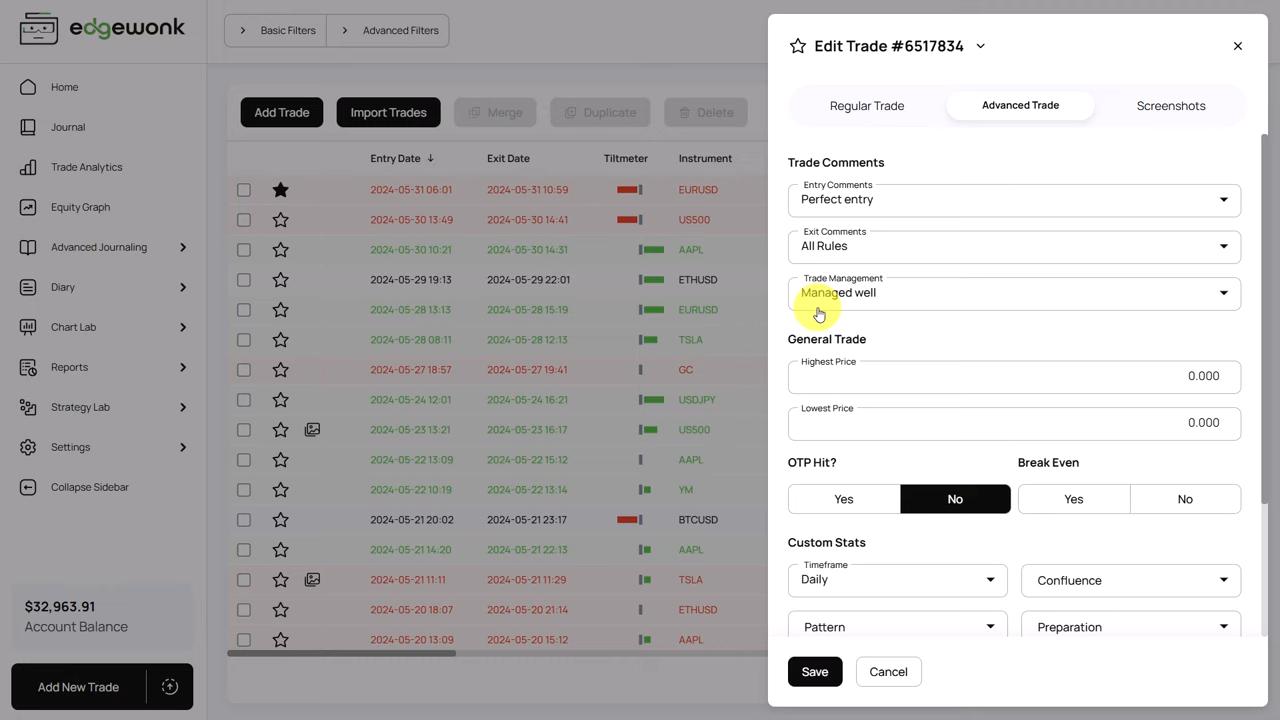 edgewonk
Basic Filters
Advanced Filters
Home
Journal
Trade Analytics
Equity Graph
Advanced Journaling
Diary
Chart Lab
Reports
Strategy Lab
Settings
Collapse Sidebar
$32,963.91
Account Balance
Add New Trade
Add Trade
Import Trades
Merge
Duplicate
Delete
Entry Date Exit Date Tiltmeter Instrument
2024-05-31 06:01 2024-05-31 10:59 EURUSD
2024-05-30 13:49 2024-05-30 14:41 US500
2024-05-30 10:21 2024-05-30 14:31 AAPL
2024-05-29 19:13 2024-05-29 22:01 ETHUSD
2024-05-28 13:13 2024-05-28 15:19 EURUSD
2024-05-28 08:11 2024-05-28 12:13 TSLA
2024-05-27 18:57 2024-05-27 19:41 GC
2024-05-24 12:01 2024-05-24 16:21 USDJPY
2024-05-23 13:21 2024-05-23 16:17 US500
2024-05-22 13:09 2024-05-22 15:12 AAPL
2024-05-22 10:19 2024-05-22 13:14 YM
2024-05-21 20:02 2024-05-21 23:17 BTCUSD
2024-05-21 14:20 2024-05-21 22:13 AAPL
2024-05-21 11:11 2024-05-21 11:29 TSLA
2024-05-20 18:07 2024-05-20 21:14 ETHUSD
2024-05-20 13:09 2024-05-20 15:12 AAPL
Edit Trade #6517834
Regular Trade
Advanced Trade
Screenshots
Trade Comments
Entry Comments
Perfect entry
Exit Comments
All Rules
Trade Management
Managed well
General Trade
Highest Price
0.000
Lowest Price
0.000
OTP Hit? Break Even
Yes No Yes No
Custom Stats
Timeframe
Daily
Confluence
Pattern
Preparation
Save
Cancel